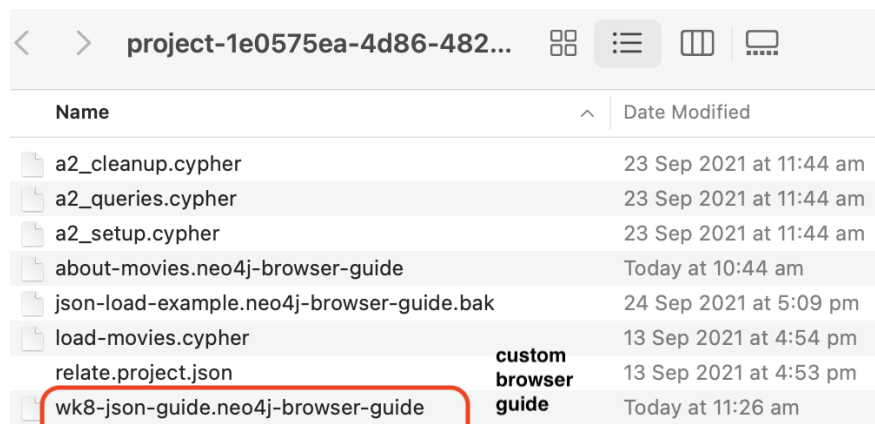 project-1e0575ea-4d86-482...
Name Date Modified
a2_cleanup.cypher 23 Sep 2021 at 11:44 am
a2_queries.cypher 23 Sep 2021 at 11:44 am
a2_setup.cypher 23 Sep 2021 at 11:44 am
about-movies.neo4j-browser-guide Today at 10:44 am
json-load-example.neo4j-browser-guide.bak 24 Sep 2021 at 5:09 pm
load-movies.cypher 13 Sep 2021 at 4:54 pm
relate.project.json 13 Sep 2021 at 4:53 pm
wk8-json-guide.neo4j-browser-guide Today at 11:26 am
custom
browser
guide